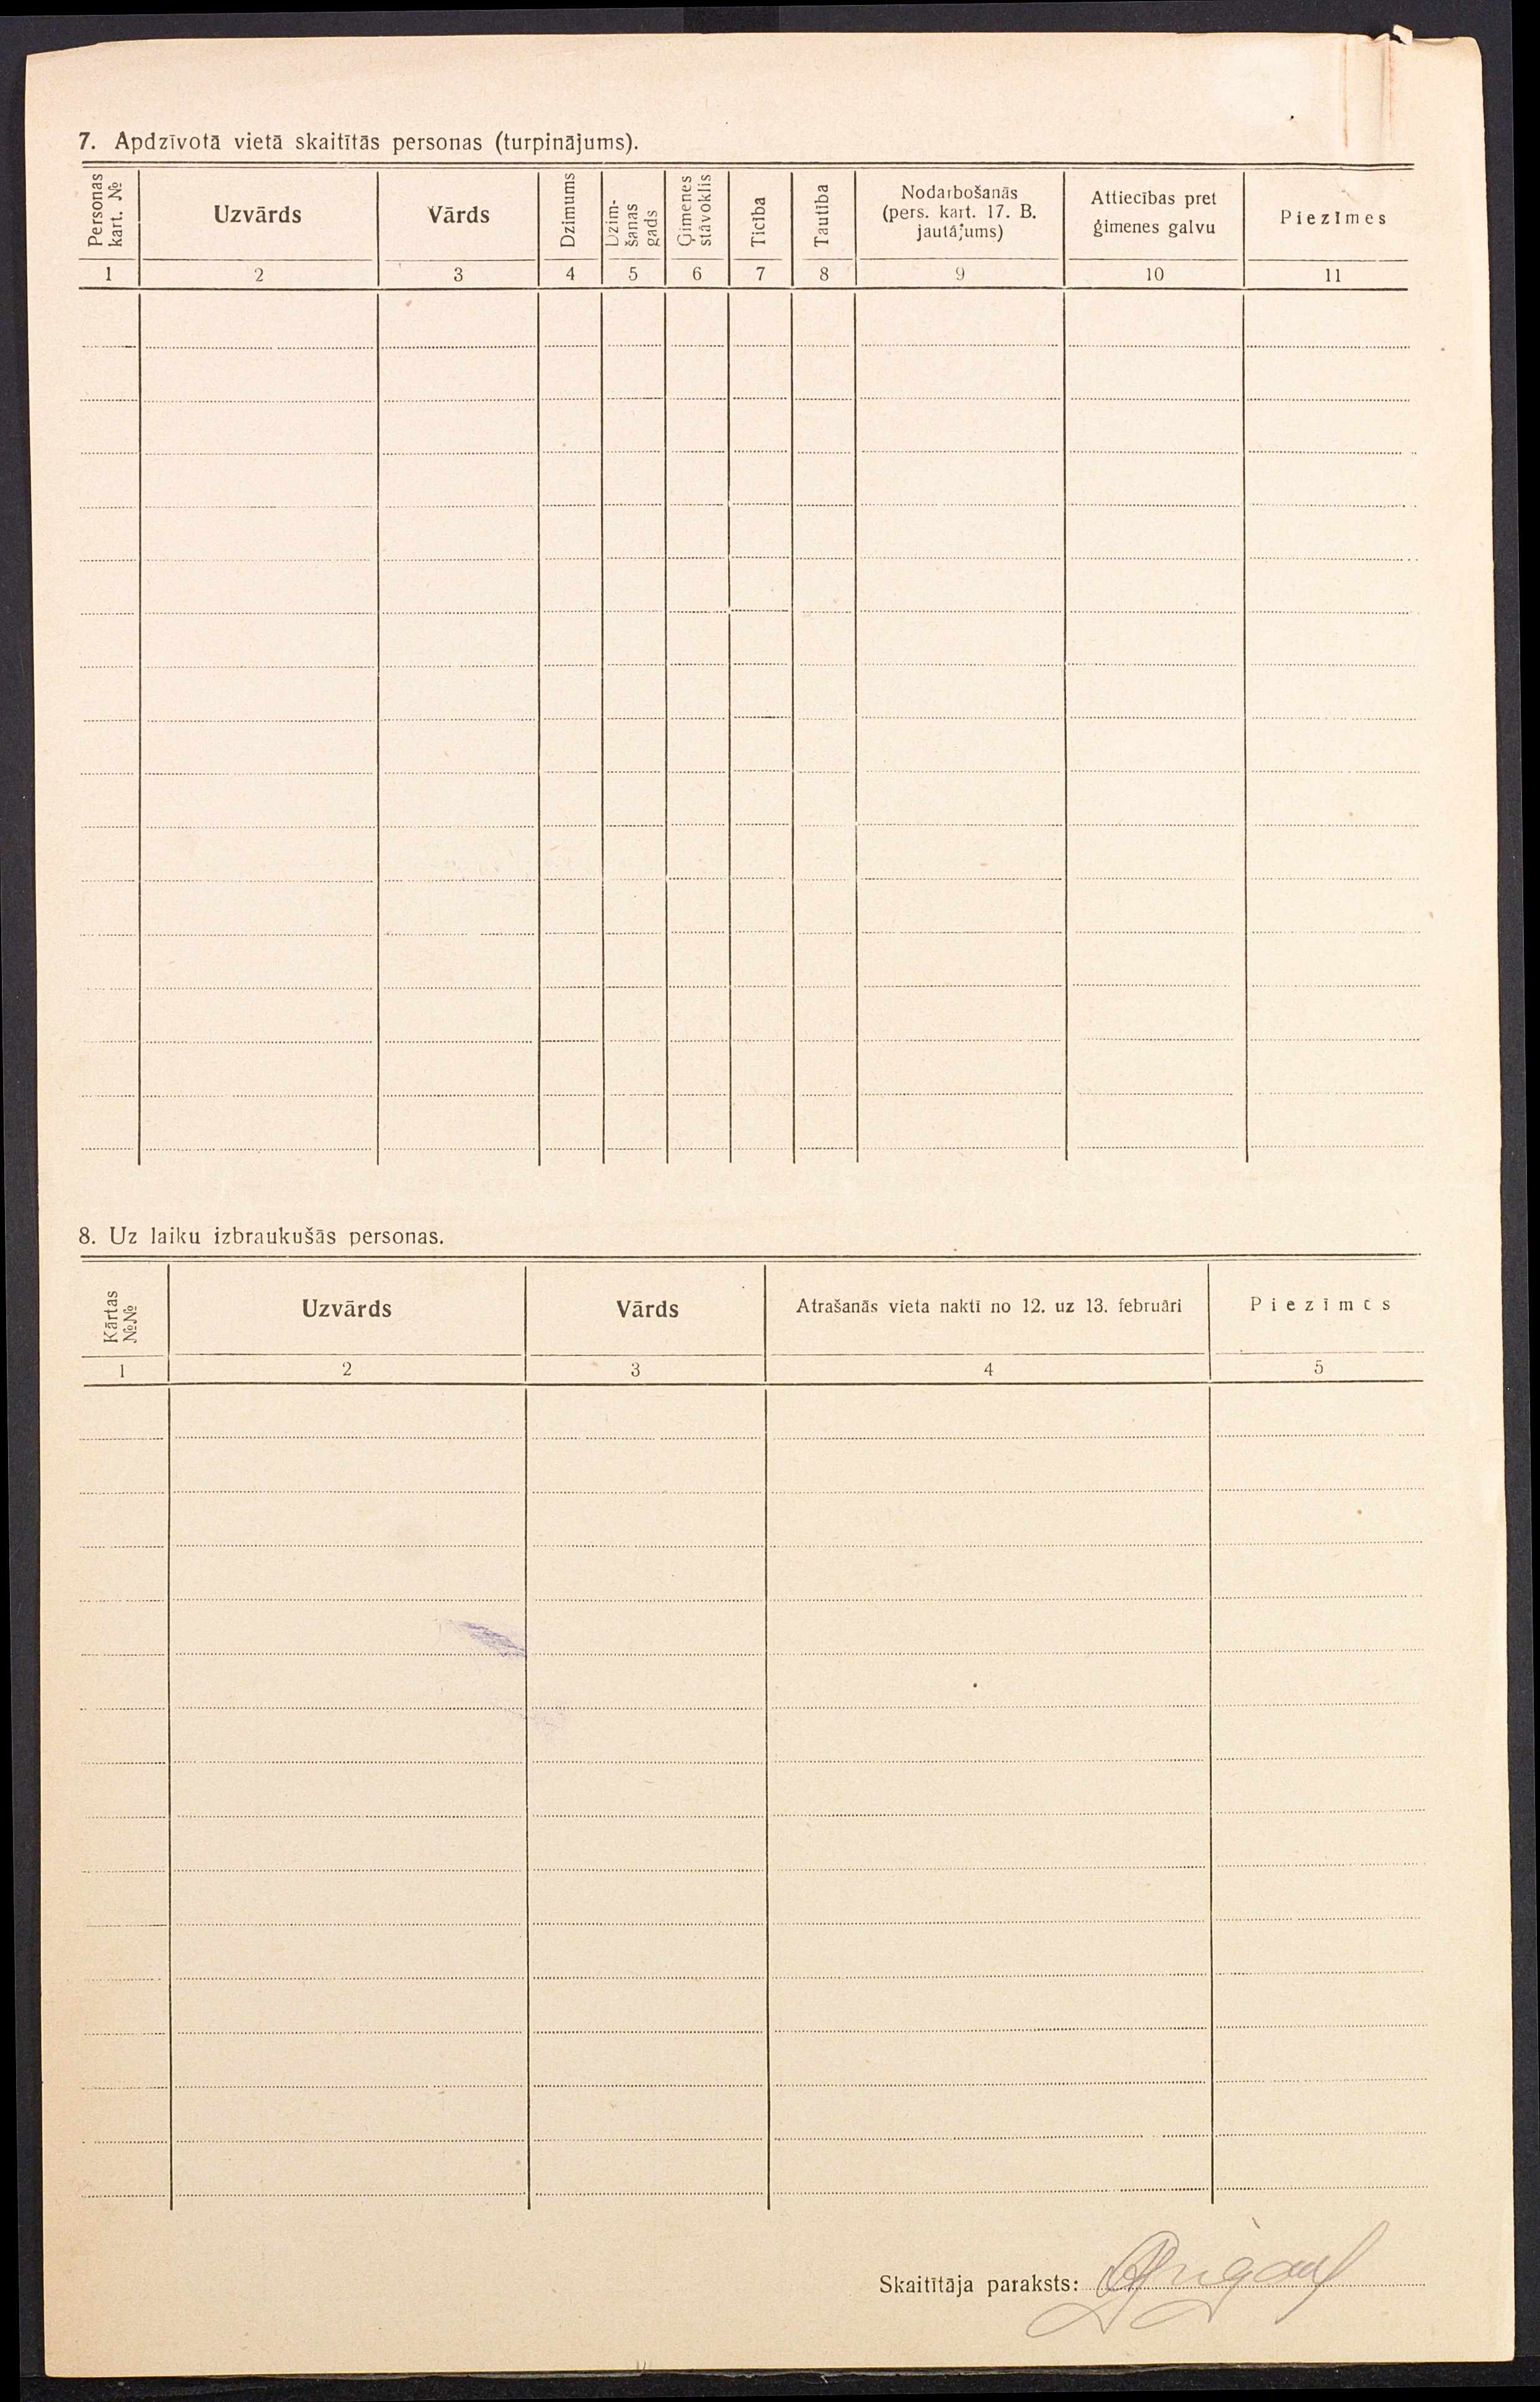 7. Apdzīvotā vietā skaitītās personas (turpinājums).
Personas kart. №
Uzvārds
Vārds
Dzimums
Dzim-
šanas
gads
Ģimenes
stāvoklis
Ticība
Tautība
Nodarbošanās
(pers. kart. 17. B.
jautājums)
Attiecības pret
ģimenes galvu
Piezīmes
1 2 3 4 5 6 7 8 9 10 11
8. Uz laiku izbraukušās personas.
Kārtas
№№
Uzvārds
Vārds
Atrašanās vieta naktī no 12. uz 13. februāri
Piezīmes
1 2 3 4 5
Skaitītāja paraksts: